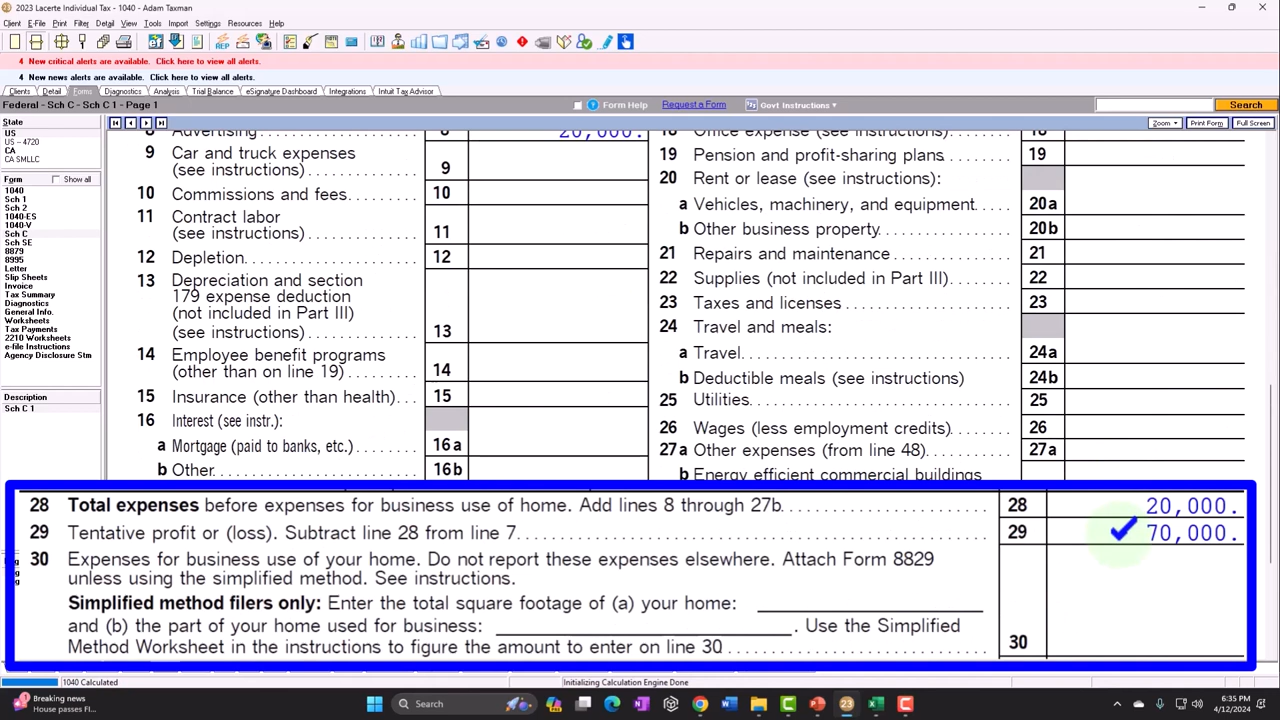 2023 Lacerte Individual Tax - 1040 - Adam Taxman
Client E-File Print Filter Detail View Tools Import Settings Resources Help
4 New critical alerts are available. Click here to view all alerts.
4 New news alerts are available. Click here to view all alerts.
Clients Detail Forms Diagnostics Analysis Trial Balance eSignature Dashboard Integrations Intuit Tax Advisor
Federal - Sch C - Sch C 1 - Page 1
Form Help Request a Form Govt Instructions Search
Zoom Print Form Full Screen
State
US
US - 4720
CA
CA SMLLC
Form Show all
1040
Sch 1
Sch 2
1040-ES
1040-V
Sch C
Sch SE
8879
8995
Letter
Slip Sheets
Invoice
Tax Summary
Diagnostics
General Info.
Worksheets
Tax Payments
2210 Worksheets
e-file Instructions
Agency Disclosure Stm
Description
Sch C 1
8 Advertising 8 20,000.
9 Car and truck expenses
(see instructions) 9
10 Commissions and fees 10
11 Contract labor
(see instructions) 11
12 Depletion 12
13 Depreciation and section
179 expense deduction
(not included in Part III)
(see instructions) 13
14 Employee benefit programs
(other than on line 19) 14
15 Insurance (other than health) 15
16 Interest (see instr.):
a Mortgage (paid to banks, etc.) 16a
b Other 16b
18 Office expense (see instructions) 18
19 Pension and profit-sharing plans 19
20 Rent or lease (see instructions):
a Vehicles, machinery, and equipment 20a
b Other business property 20b
21 Repairs and maintenance 21
22 Supplies (not included in Part III) 22
23 Taxes and licenses 23
24 Travel and meals:
a Travel 24a
b Deductible meals (see instructions) 24b
25 Utilities 25
26 Wages (less employment credits) 26
27a Other expenses (from line 48) 27a
b Energy efficient commercial buildings
28 Total expenses before expenses for business use of home. Add lines 8 through 27b 28 20,000.
29 Tentative profit or (loss). Subtract line 28 from line 7 29 70,000.
30 Expenses for business use of your home. Do not report these expenses elsewhere. Attach Form 8829
unless using the simplified method. See instructions.
Simplified method filers only: Enter the total square footage of (a) your home:
and (b) the part of your home used for business: . Use the Simplified
Method Worksheet in the instructions to figure the amount to enter on line 30 30
1040 Calculated Initializing Calculation Engine Done
Breaking news
House passes FI...
Search
6:35 PM
4/12/2024